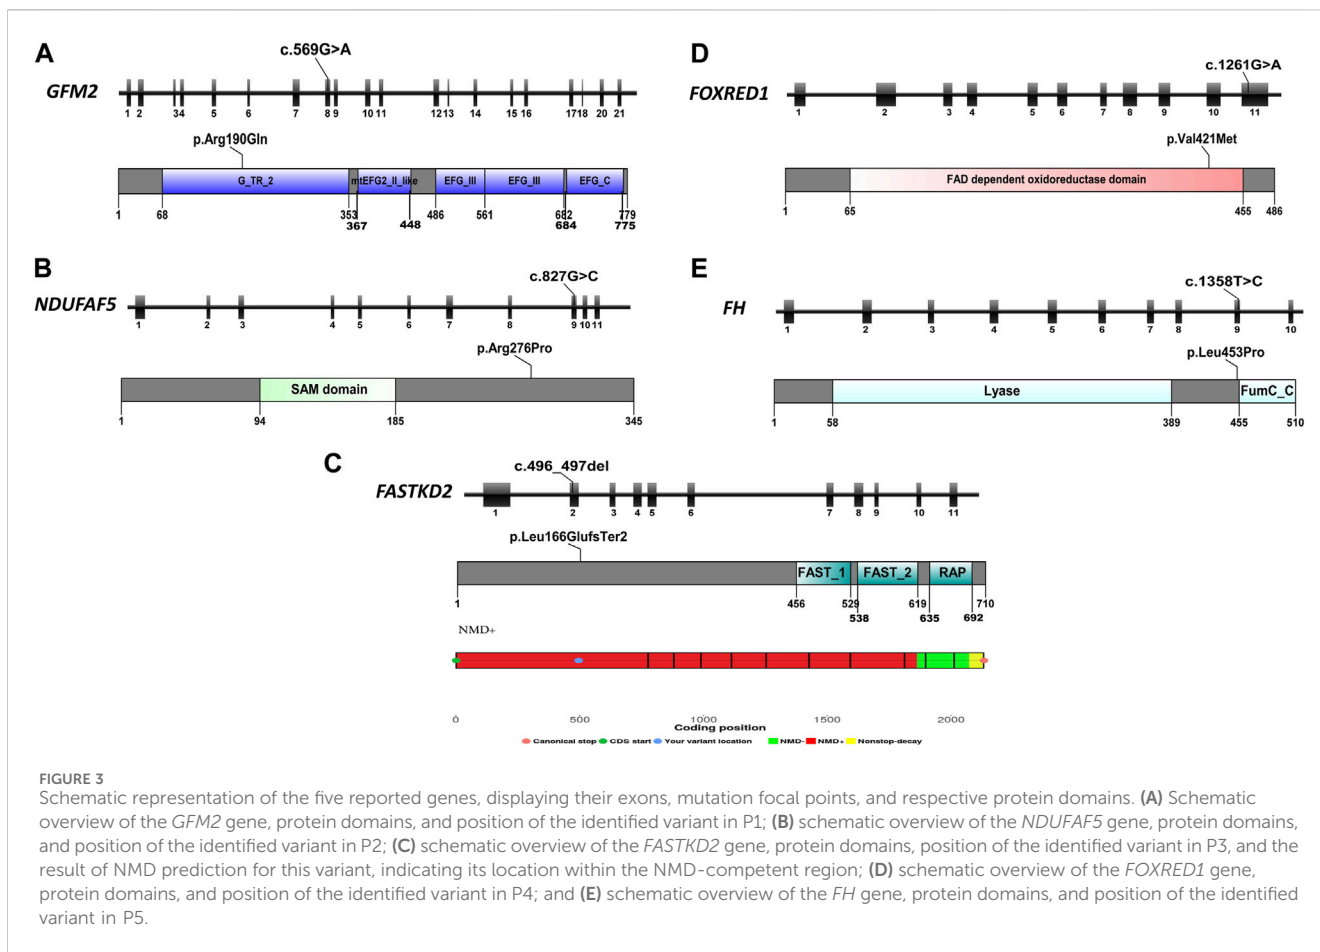 A
c.569G>A
GFM2
1 2 34 5 6 7 8 9 10 11 12 13 14 15 16 17 18 20 21
p.Arg190Gln
G_TR_2 mtEFG2_II_like EFG_III EFG_III EFG_C
1 68 353 367 448 486 561 682 684 775 779
B
c.827G>C
NDUFAF5
1 2 3 4 5 6 7 8 9 10 11
p.Arg276Pro
SAM domain
1 94 185 345
C
c.496_497del
FASTKD2
1 2 3 4 5 6 7 8 9 10 11
p.Leu166GlufsTer2
FAST_1 FAST_2 RAP
1 456 529 538 619 635 692 710
NMD+
0 500 1000 1500 2000
Coding position
Canonical stop CDS start Your variant location NMD- NMD+ Nonstop-decay
D
c.1261G>A
FOXRED1
1 2 3 4 5 6 7 8 9 10 11
p.Val421Met
FAD dependent oxidoreductase domain
1 65 455 486
E
c.1358T>C
FH
1 2 3 4 5 6 7 8 9 10
p.Leu453Pro
Lyase FumC_C
1 58 389 455 510
FIGURE 3
Schematic representation of the five reported genes, displaying their exons, mutation focal points, and respective protein domains. (A) Schematic
overview of the GFM2 gene, protein domains, and position of the identified variant in P1; (B) schematic overview of the NDUFAF5 gene, protein domains,
and position of the identified variant in P2; (C) schematic overview of the FASTKD2 gene, protein domains, position of the identified variant in P3, and the
result of NMD prediction for this variant, indicating its location within the NMD-competent region; (D) schematic overview of the FOXRED1 gene,
protein domains, and position of the identified variant in P4; and (E) schematic overview of the FH gene, protein domains, and position of the identified
variant in P5.